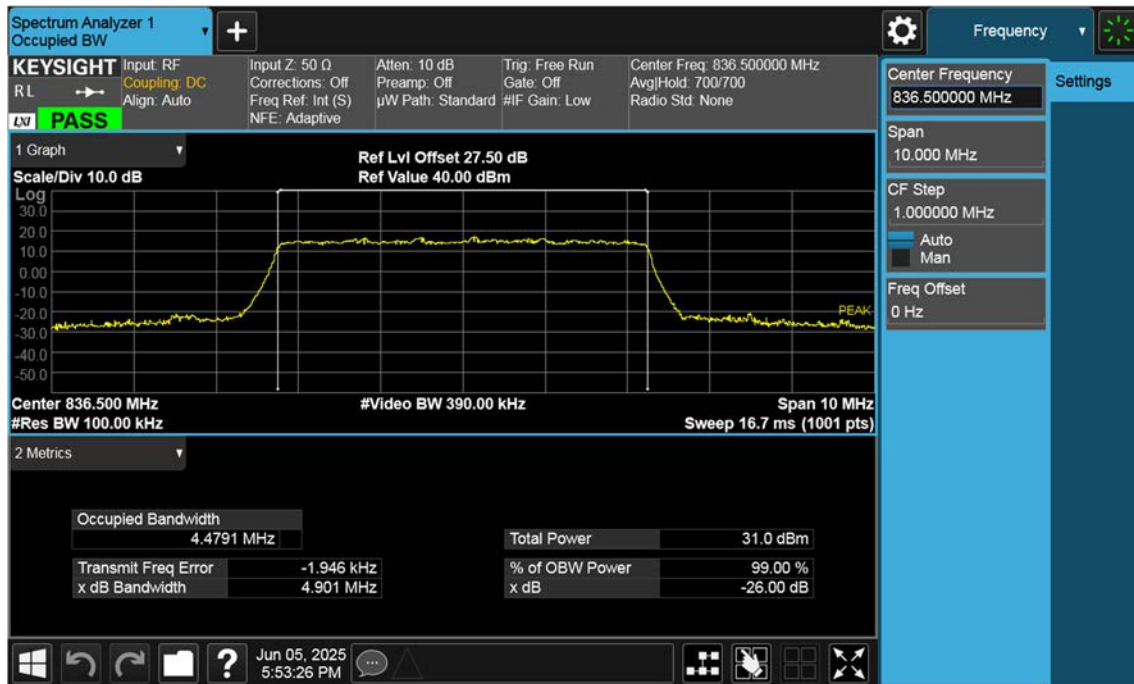 Spectrum Analyzer 1
Occupied BW
Frequency
KEYSIGHT
RL
LXI PASS
Input: RF
Coupling: DC
Align: Auto
Input Z: 50 Ω
Corrections: Off
Freq Ref: Int (S)
NFE: Adaptive
Atten: 10 dB
Preamp: Off
µW Path: Standard
Trig: Free Run
Gate: Off
#IF Gain: Low
Center Freq: 836.500000 MHz
Avg|Hold: 700/700
Radio Std: None
Center Frequency
836.500000 MHz
Settings
Span
10.000 MHz
CF Step
1.000000 MHz
Auto
Man
Freq Offset
0 Hz
1 Graph
Scale/Div 10.0 dB
Ref Lvl Offset 27.50 dB
Ref Value 40.00 dBm
Log
30.0
20.0
10.0
0.00
-10.0
-20.0
-30.0
-40.0
-50.0
PEAK
Center 836.500 MHz
#Video BW 390.00 kHz
Span 10 MHz
#Res BW 100.00 kHz
Sweep 16.7 ms (1001 pts)
2 Metrics
Occupied Bandwidth
4.4791 MHz
Total Power 31.0 dBm
Transmit Freq Error -1.946 kHz
% of OBW Power 99.00 %
x dB Bandwidth 4.901 MHz
x dB -26.00 dB
?
Jun 05, 2025
5:53:26 PM